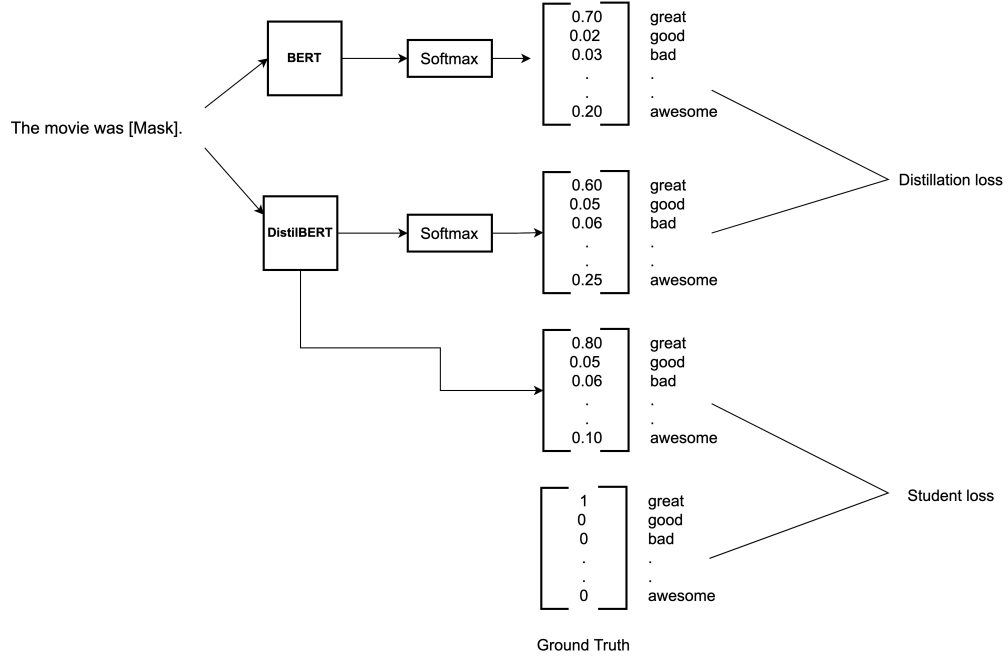 The movie was [Mask].
BERT
Softmax
0.70 great
0.02 good
0.03 bad
. .
. .
0.20 awesome
DistilBERT
Softmax
0.60 great
0.05 good
0.06 bad
. .
. .
0.25 awesome
Distillation loss
0.80 great
0.05 good
0.06 bad
. .
. .
0.10 awesome
1 great
0 good
0 bad
. .
. .
0 awesome
Student loss
Ground Truth